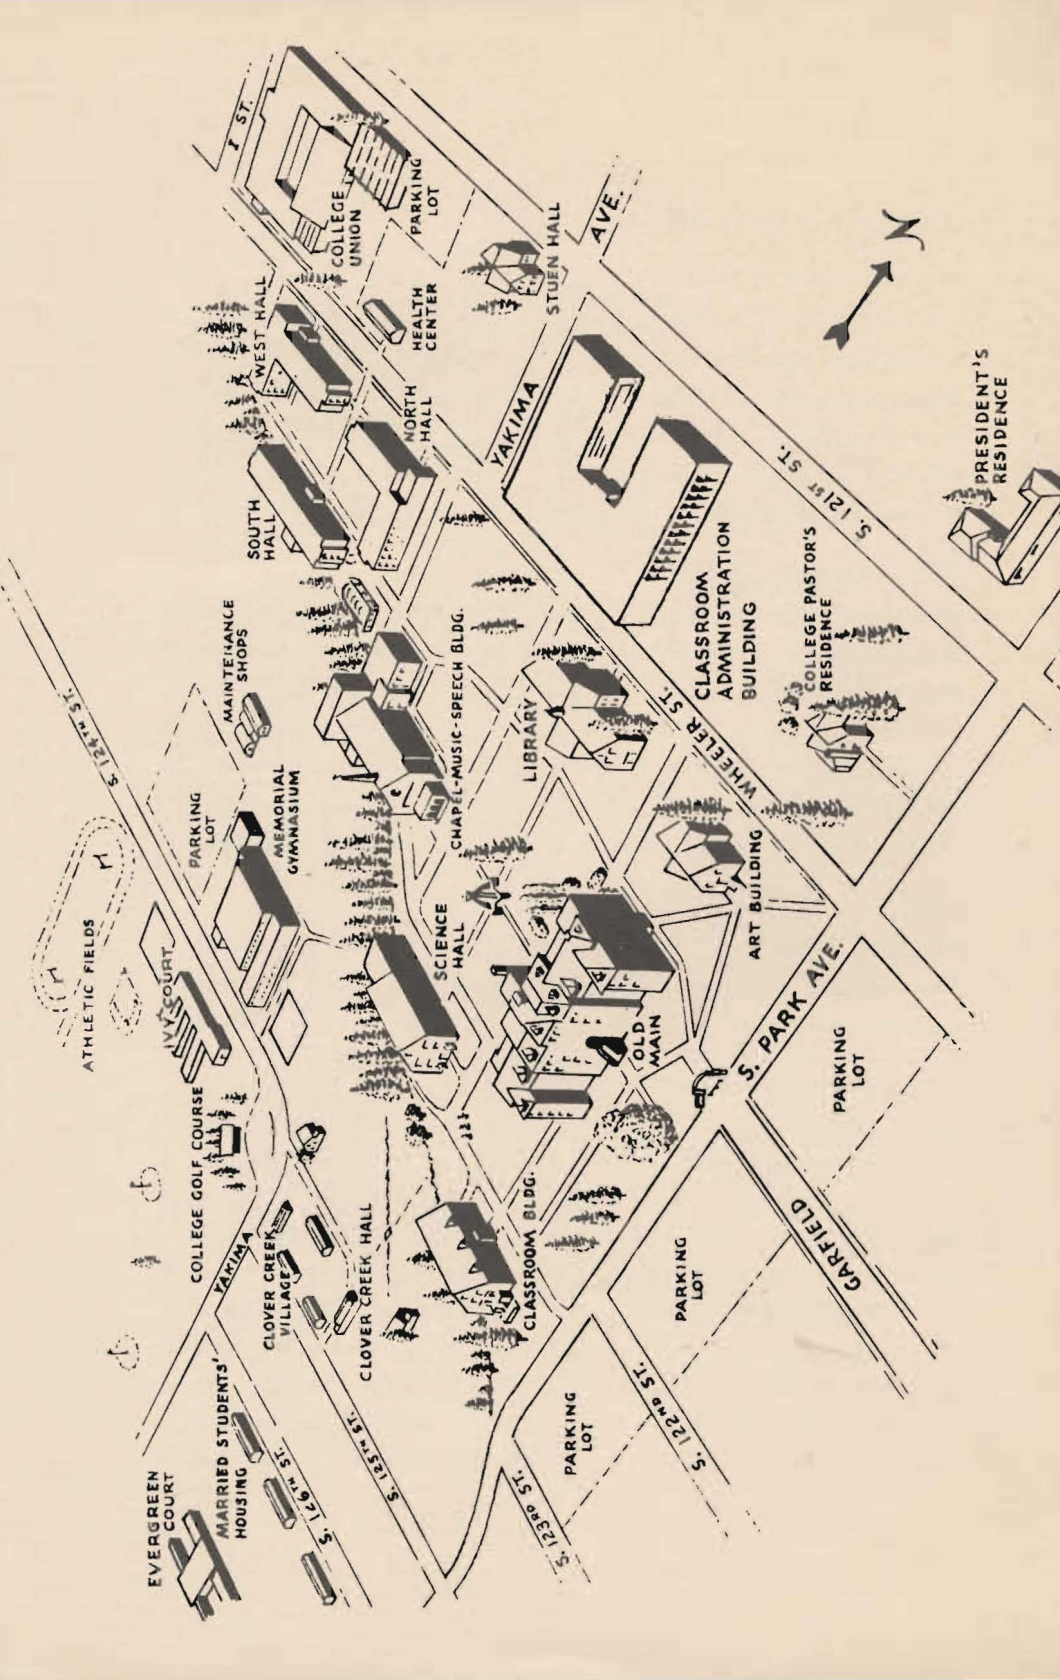 EVERGREEN
COURT
MARRIED STUDENTS'
HOUSING
S. 126TH ST.
S. 125TH ST.
S. 123RD ST.
S. 122ND ST.
PARKING
LOT
PARKING
LOT
PARKING
LOT
GARFIELD
S. PARK AVE.
YAKIMA
CLOVER CREEK
VILLAGE
CLOVER CREEK HALL
CLASSROOM BLDG.
COLLEGE GOLF COURSE
IVY COURT
ATHLETIC FIELDS
OLD
MAIN
SCIENCE
HALL
ART BUILDING
PARKING
LOT
MEMORIAL
GYMNASIUM
MAINTENANCE
SHOPS
S. 124TH ST.
CHAPEL-MUSIC-SPEECH BLDG.
LIBRARY
WHEELER ST.
COLLEGE PASTOR'S
RESIDENCE
CLASSROOM
ADMINISTRATION
BUILDING
S. 121ST ST.
PRESIDENT'S
RESIDENCE
SOUTH
HALL
NORTH
HALL
WEST HALL
YAKIMA
AVE.
HEALTH
CENTER
STUEN HALL
COLLEGE
UNION
PARKING
LOT
I ST.
N